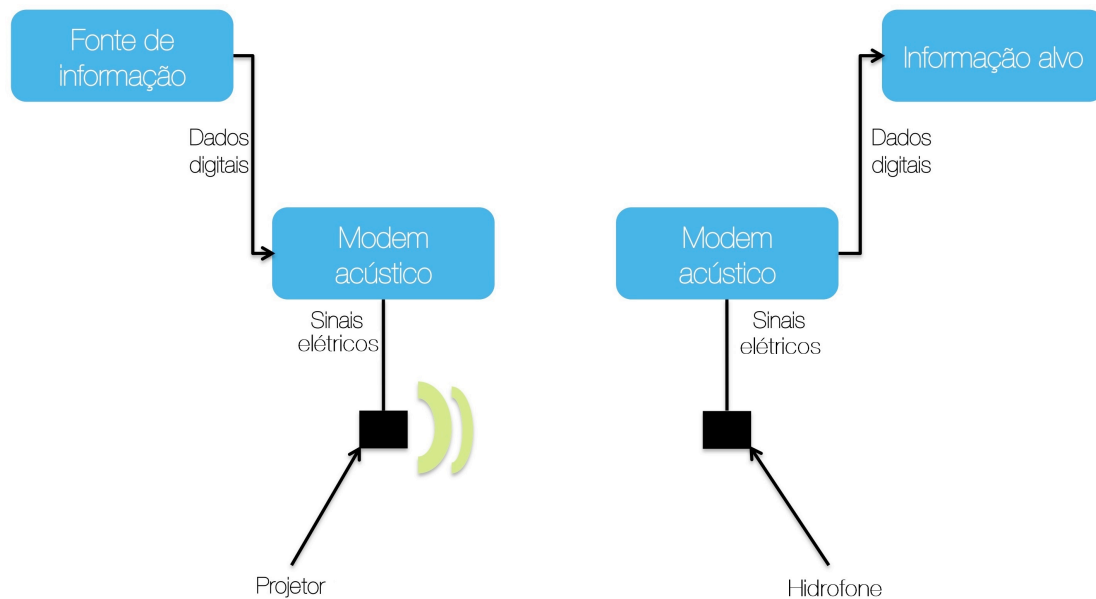 Fonte de
informação
Informação alvo
Dados
digitais
Dados
digitais
Modem
acústico
Modem
acústico
Sinais
elétricos
Sinais
elétricos
Projetor
Hidrofone